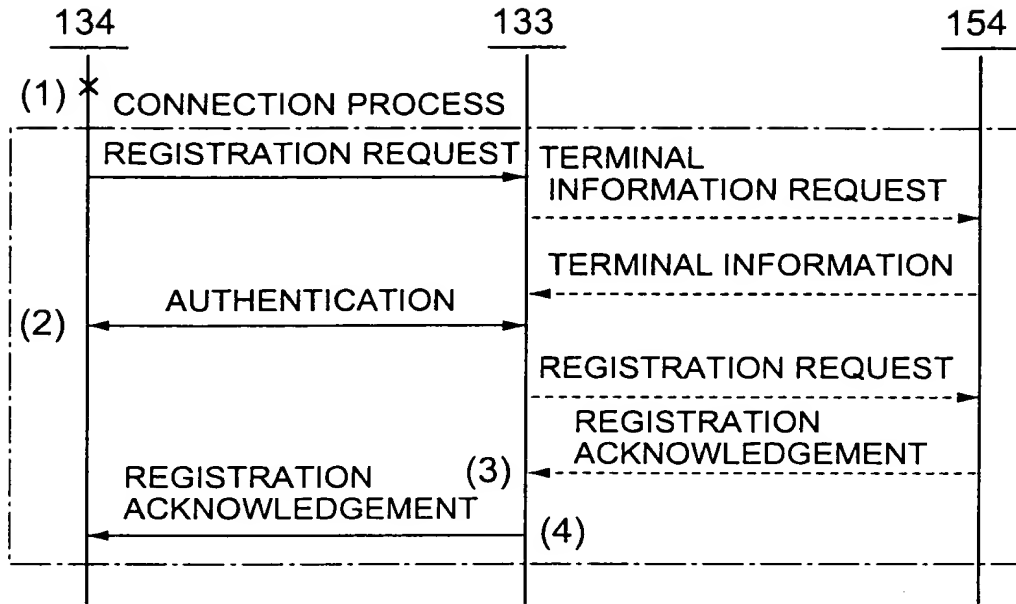 134 133 154
(1)
CONNECTION PROCESS
REGISTRATION REQUEST
TERMINAL
INFORMATION REQUEST
TERMINAL INFORMATION
AUTHENTICATION
(2)
REGISTRATION REQUEST
REGISTRATION
ACKNOWLEDGEMENT
(3)
REGISTRATION
ACKNOWLEDGEMENT
(4)